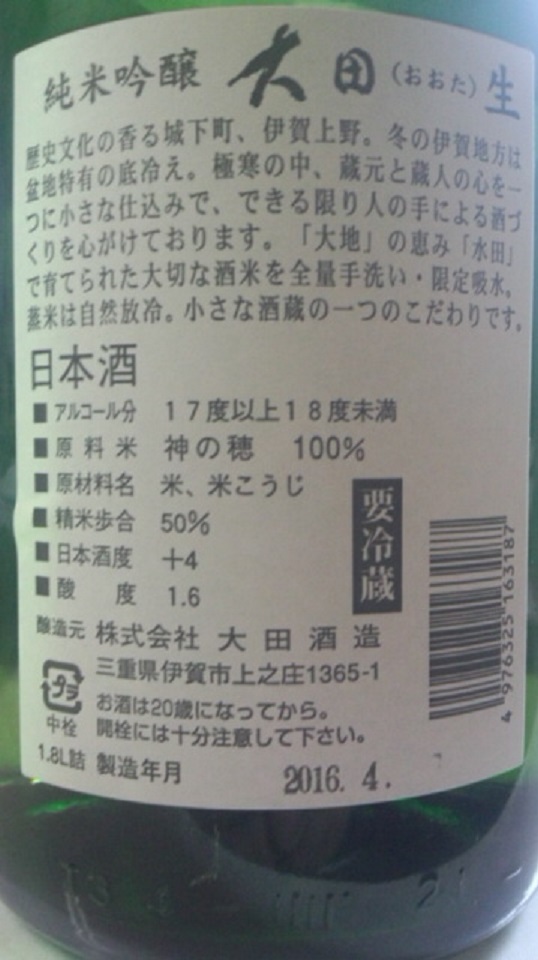 純米吟醸 大田 (おおた) 生
歴史文化の香る城下町、伊賀上野。冬の伊賀地方は
盆地特有の底冷え。極寒の中、蔵元と蔵人の心を一
つに小さな仕込みで、できる限り人の手による酒づ
くりを心がけております。「大地」の恵み「水田」
で育てられた大切な酒米を全量手洗い・限定吸水。
蒸米は自然放冷。小さな酒蔵の一つのこだわりです。
日本酒
■アルコール分 17度以上18度未満
■原料米 神の穂 100%
■原材料名 米、米こうじ
■精米歩合 50%
■日本酒度 +4
■酸度 1.6
要冷蔵
醸造元 株式会社 大田酒造
三重県伊賀市上之庄1365-1
プラ
中栓
お酒は20歳になってから。
開栓には十分注意して下さい。
1.8L詰 製造年月 2016. 4.
4 976325 163187